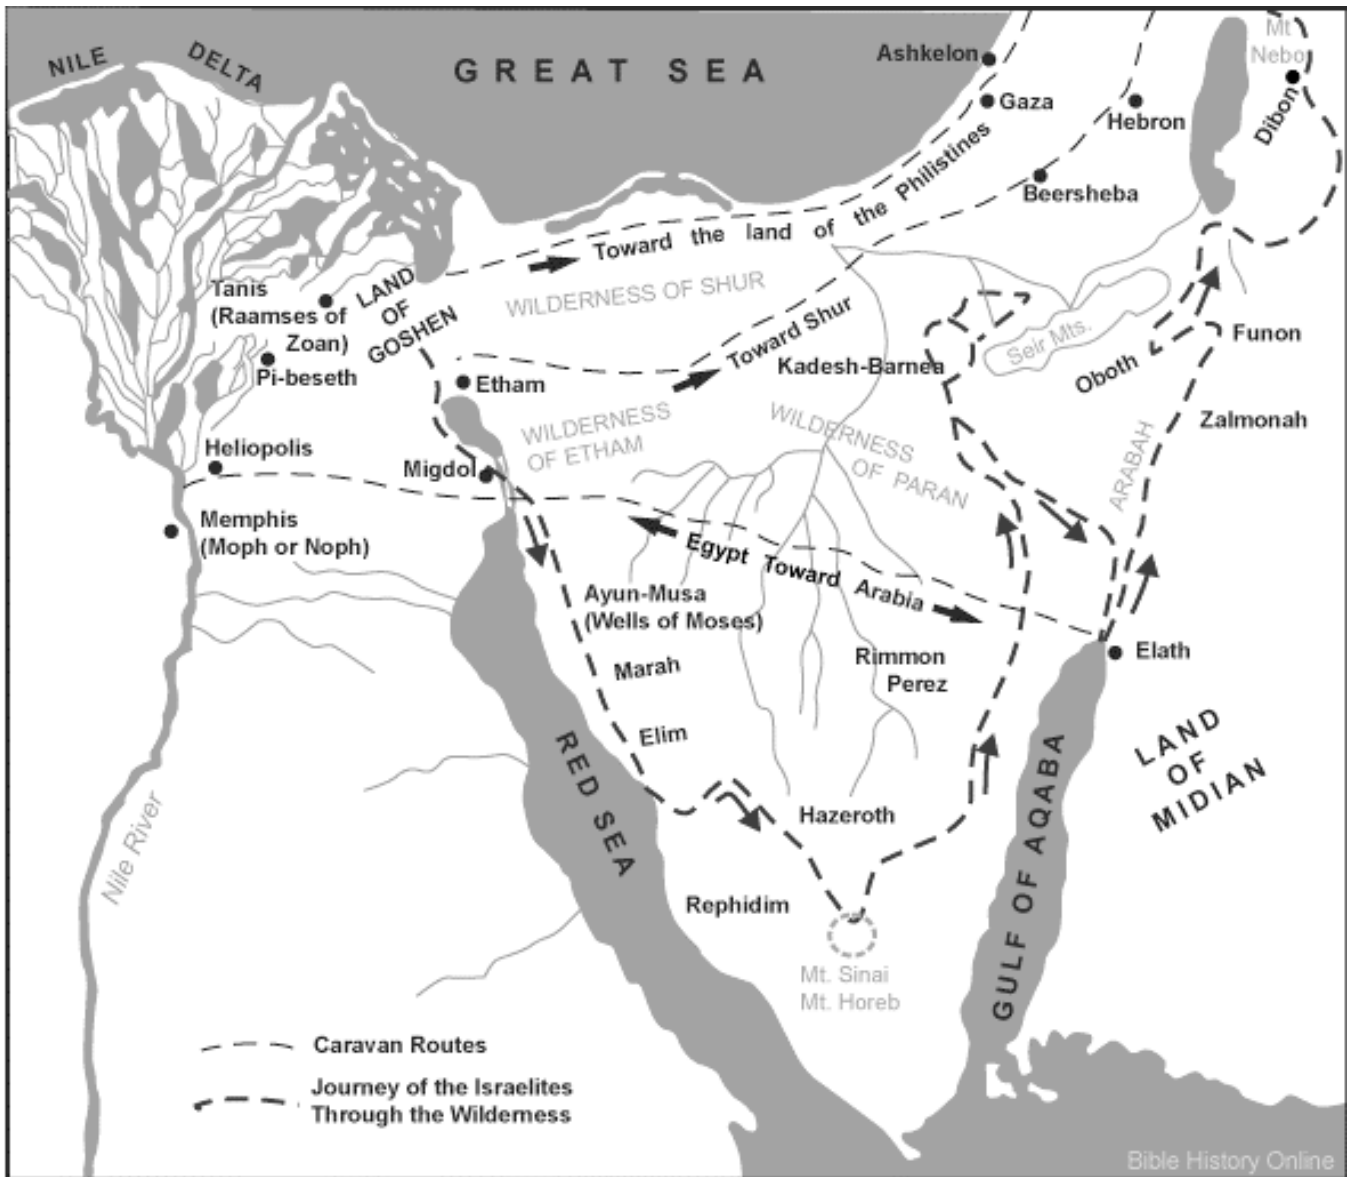 NILE DELTA
GREAT SEA
Ashkelon
Gaza
Mt
Nebo
Dibon
Hebron
Beersheba
Toward the land of the Philistines
WILDERNESS OF SHUR
Tanis
(Raamses of
Zoan)
LAND
OF
GOSHEN
Pi-beseth
Etham
Toward Shur
Kadesh-Barnea
Seir Mts.
Oboth
Funon
Zalmonah
ARABAH
WILDERNESS
OF ETHAM
WILDERNESS
OF PARAN
Heliopolis
Migdol
Memphis
(Moph or Noph)
Egypt Toward Arabia
Ayun-Musa
(Wells of Moses)
Marah
Elim
Rimmon
Perez
Elath
LAND
OF
MIDIAN
RED SEA
Hazeroth
GULF OF AQABA
Nile River
Rephidim
Mt. Sinai
Mt. Horeb
Caravan Routes
Journey of the Israelites
Through the Wilderness
Bible History Online